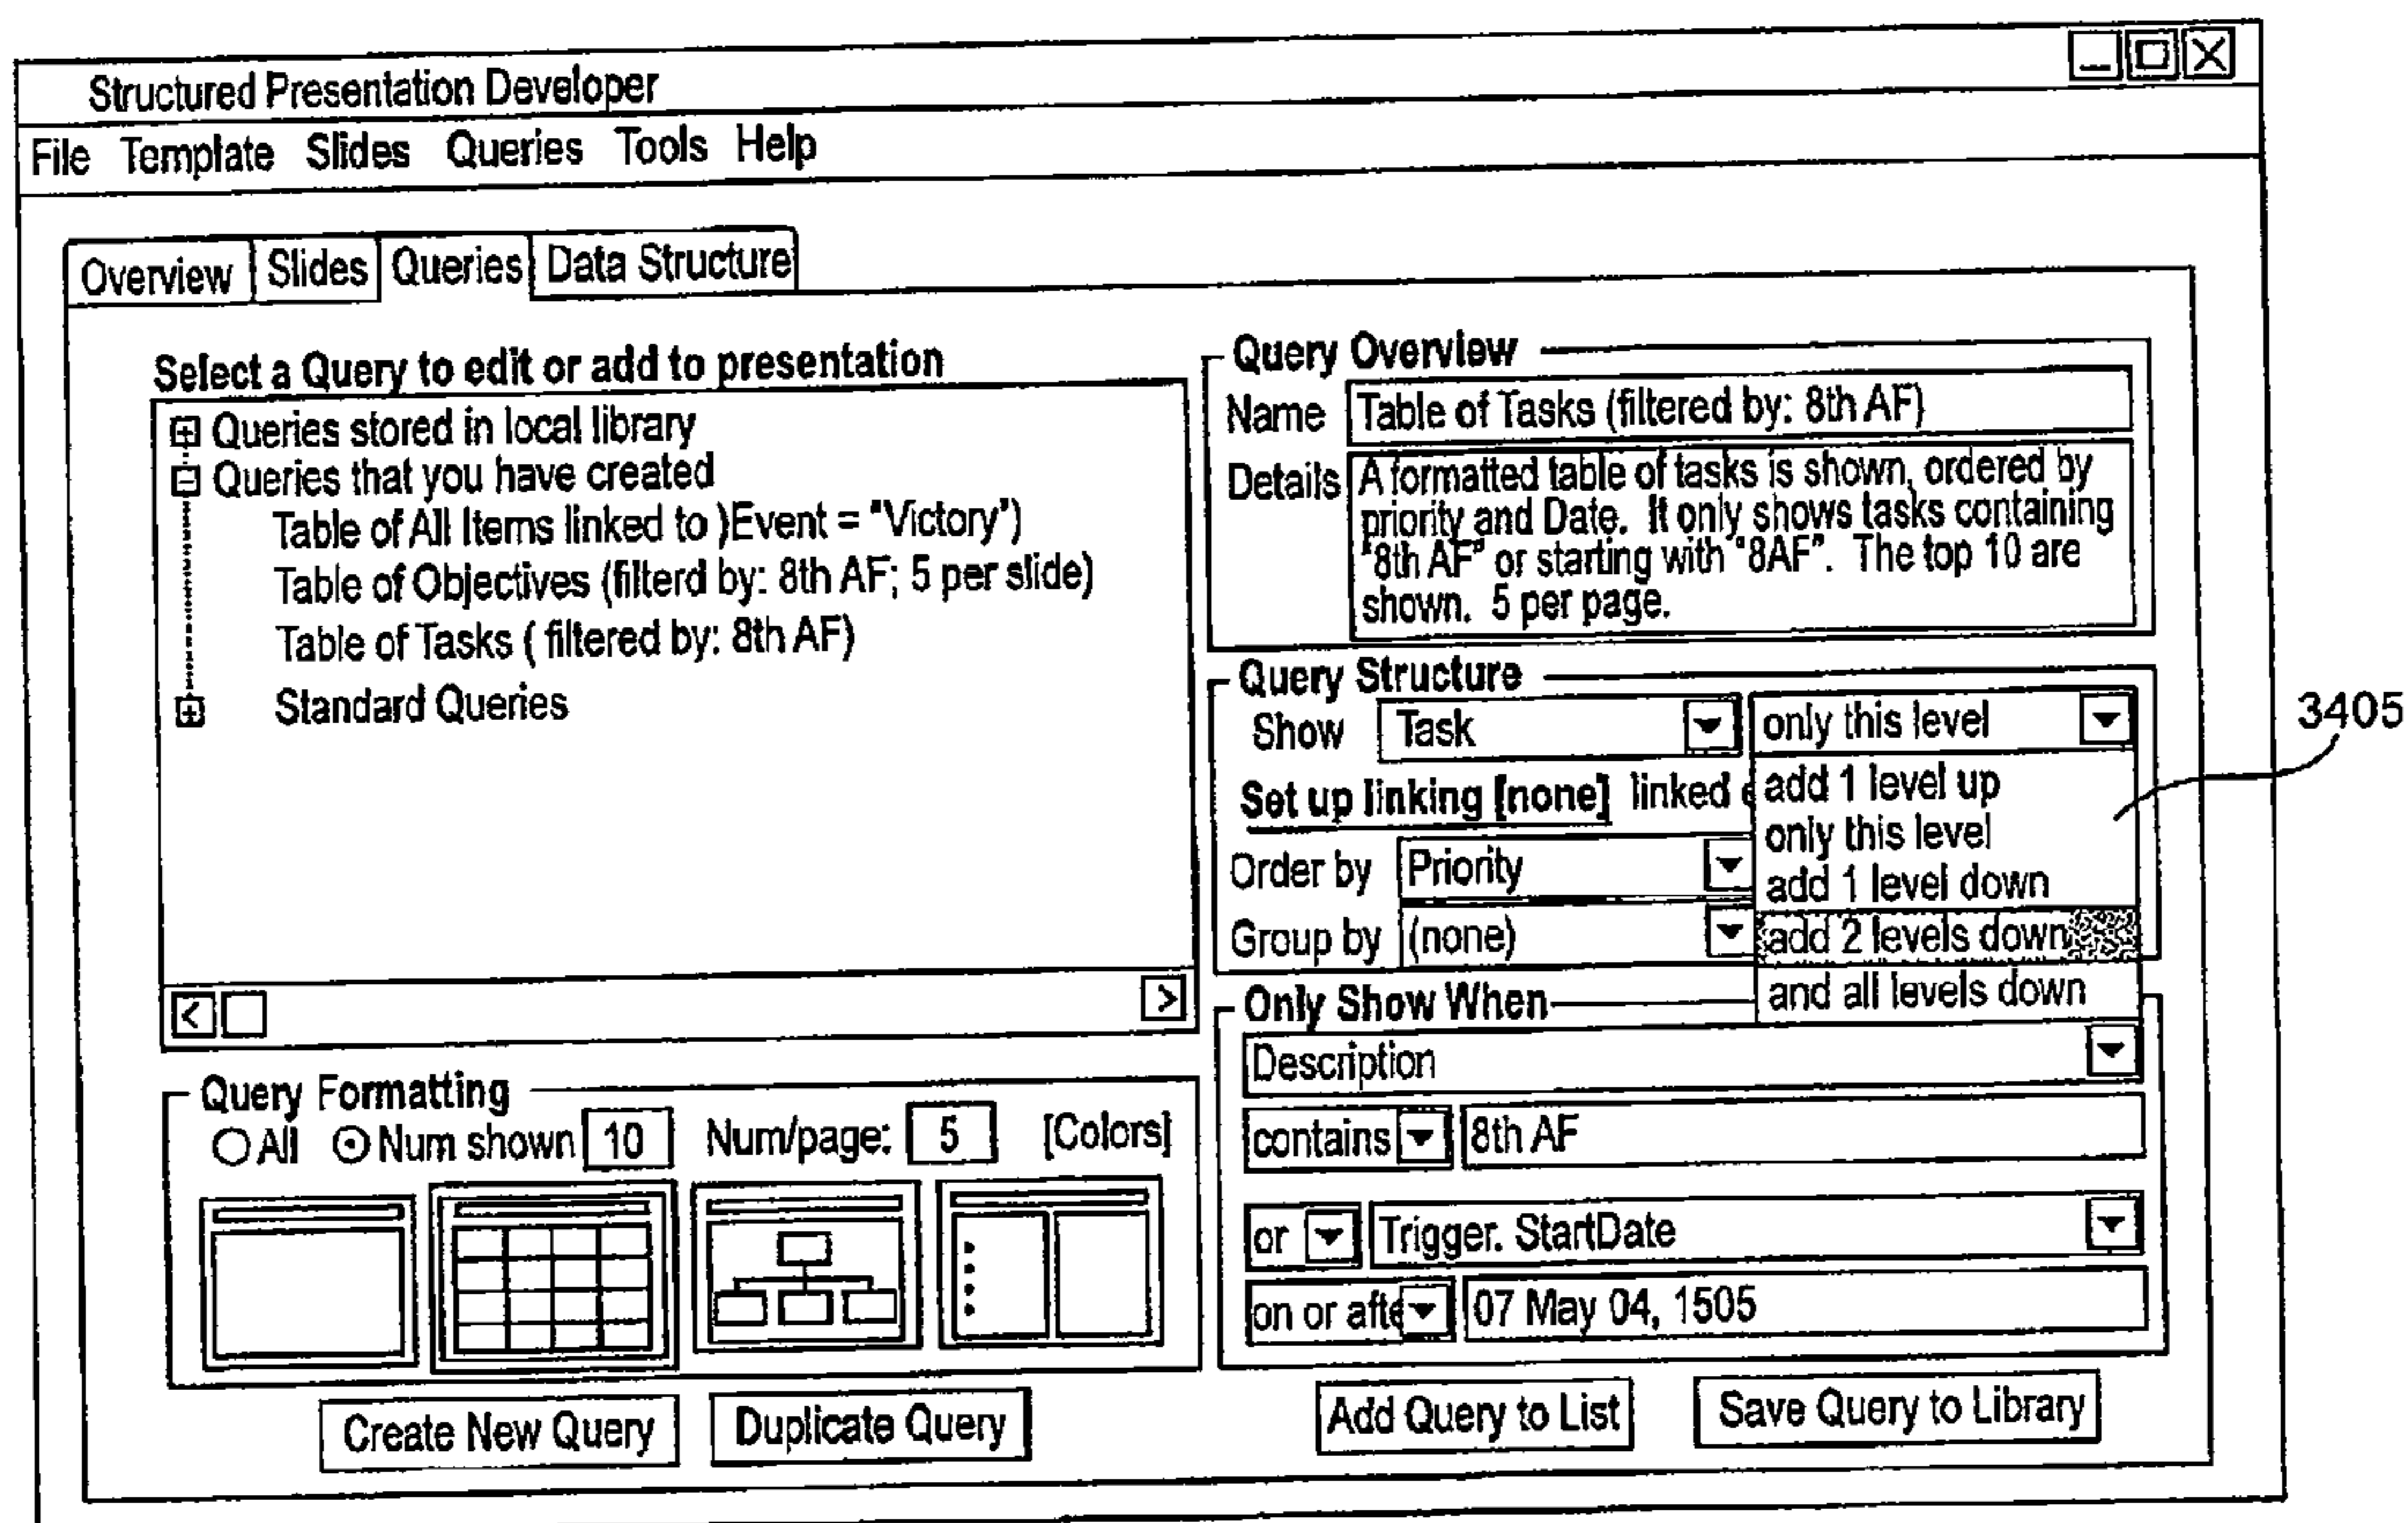 Structured Presentation Developer
File Template Slides Queries Tools Help
Overview Slides Queries Data Structure
Select a Query to edit or add to presentation
Queries stored in local library
Queries that you have created
Table of All Items linked to )Event = "Victory")
Table of Objectives (filterd by: 8th AF; 5 per slide)
Table of Tasks ( filtered by: 8th AF)
Standard Queries
Query Formatting
All Num shown 10 Num/page: 5 [Colors]
Create New Query Duplicate Query
Query Overview
Name Table of Tasks (filtered by: 8th AF)
Details A formatted table of tasks is shown, ordered by
priority and Date. It only shows tasks containing
"8th AF" or starting with "8AF". The top 10 are
shown. 5 per page.
Query Structure
Show Task only this level
Set up linking [none] linked
add 1 level up
only this level
add 1 level down
add 2 levels down
and all levels down
Order by Priority
Group by (none)
Only Show When
Description
contains 8th AF
or Trigger. StartDate
on or afte 07 May 04, 1505
Add Query to List Save Query to Library
3405